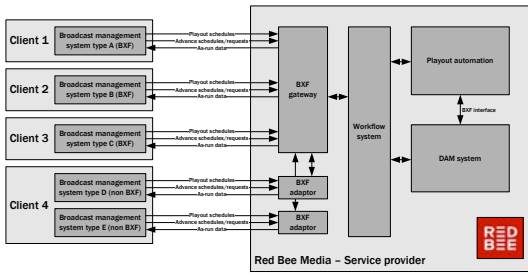 Client 1
Broadcast management
system type A (BXF)
Playout schedules
Advance schedules/requests
As-run data
Client 2
Broadcast management
system type B (BXF)
Playout schedules
Advance schedules/requests
As-run data
Client 3
Broadcast management
system type C (BXF)
Playout schedules
Advance schedules/requests
As-run data
Client 4
Broadcast management
system type D (non BXF)
Playout schedules
Advance schedules/requests
As-run data
Broadcast management
system type E (non BXF)
Playout schedules
Advance schedules/requests
As-run data
BXF
gateway
BXF
adaptor
BXF
adaptor
Workflow
system
Playout automation
BXF interface
DAM system
Red Bee Media – Service provider
RED
BEE